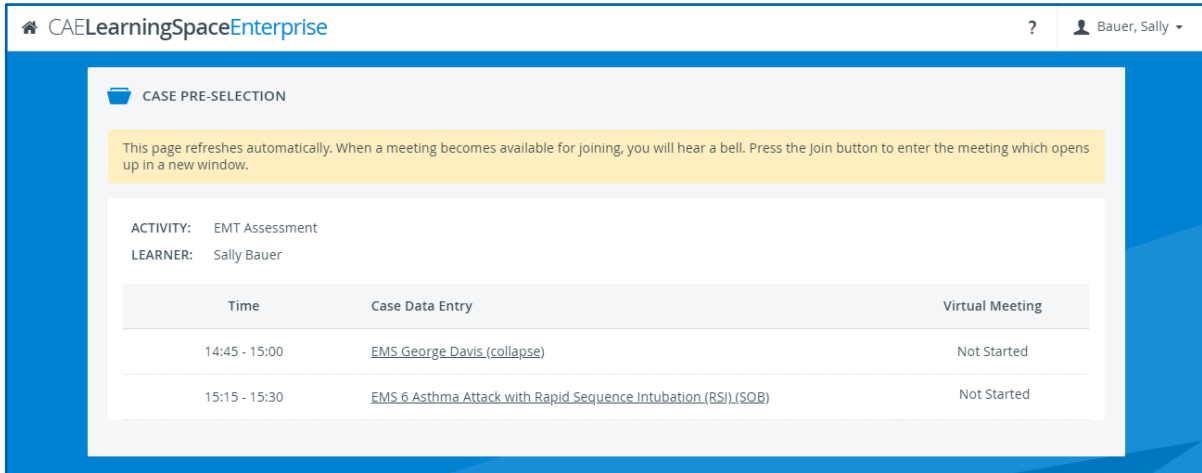 CAELearningSpaceEnterprise
?
Bauer, Sally
CASE PRE-SELECTION
This page refreshes automatically. When a meeting becomes available for joining, you will hear a bell. Press the Join button to enter the meeting which opens
up in a new window.
ACTIVITY: EMT Assessment
LEARNER: Sally Bauer
Time Case Data Entry Virtual Meeting
14:45 - 15:00 EMS George Davis (collapse) Not Started
15:15 - 15:30 EMS 6 Asthma Attack with Rapid Sequence Intubation (RSI) (SOB) Not Started